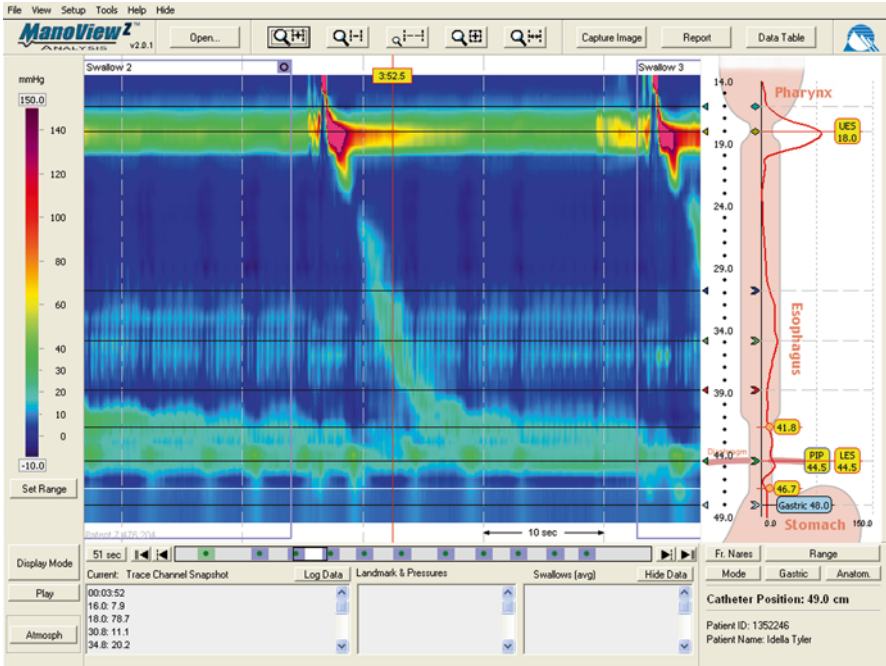 File View Setup Tools Help Hide
ManoView Z™
ANALYSIS v2.0.1
Open...
Capture Image
Report
Data Table
mmHg
150.0
140
120
100
80
60
40
30
20
10
0
-10.0
Set Range
Swallow 2
3:52.5
Swallow 3
14.0
19.0
24.0
29.0
34.0
39.0
44.0
49.0
Pharynx
UES
18.0
Esophagus
41.8
Diaphragm
PIP
44.5
LES
44.5
46.7
Gastric 48.0
0.0
150.0
Stomach
Patent 7,476,204
10 sec
Display Mode
Play
Atmosph
51 sec
Current: Trace Channel Snapshot
Log Data
00:03:52
16.0: 7.9
18.0: 78.7
30.8: 11.1
34.8: 20.2
Landmark & Pressures
Swallows (avg)
Hide Data
Fr. Nares
Range
Mode
Gastric
Anatom.
Catheter Position: 49.0 cm
Patient ID: 1352246
Patient Name: Idella Tyler